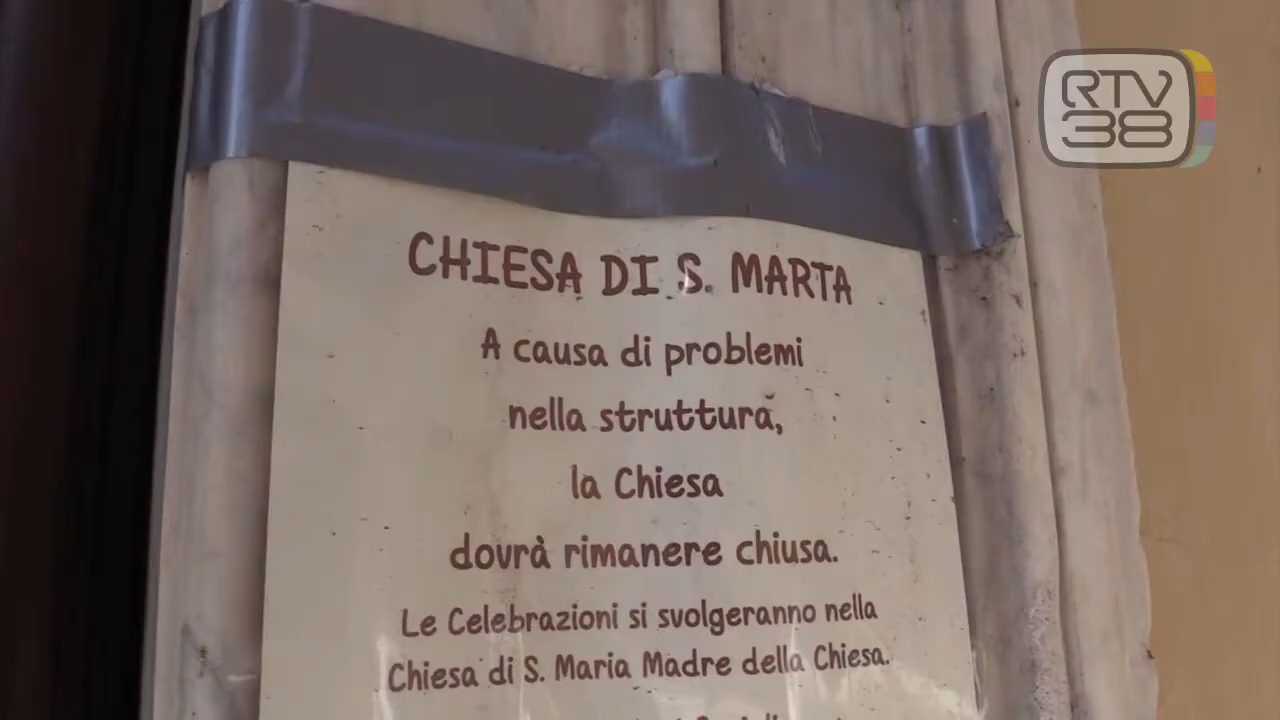 RTV
38
CHIESA DI S. MARTA
A causa di problemi
nella struttura,
la Chiesa
dovrà rimanere chiusa.
Le Celebrazioni si svolgeranno nella
Chiesa di S. Maria Madre della Chiesa.